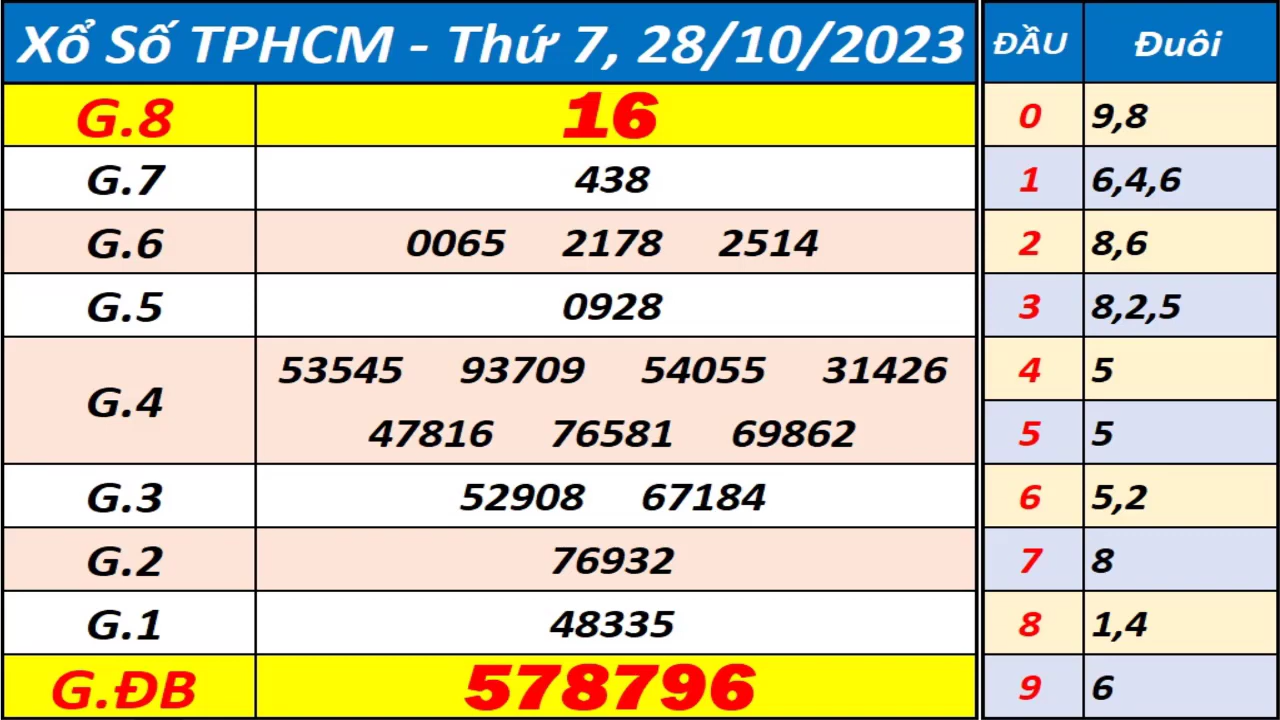 Xổ Số TPHCM - Thứ 7, 28/10/2023
G.8 16
G.7 438
G.6 0065 2178 2514
G.5 0928
G.4 53545 93709 54055 31426
47816 76581 69862
G.3 52908 67184
G.2 76932
G.1 48335
G.ĐB 578796
ĐẦU Đuôi
0 9,8
1 6,4,6
2 8,6
3 8,2,5
4 5
5 5
6 5,2
7 8
8 1,4
9 6